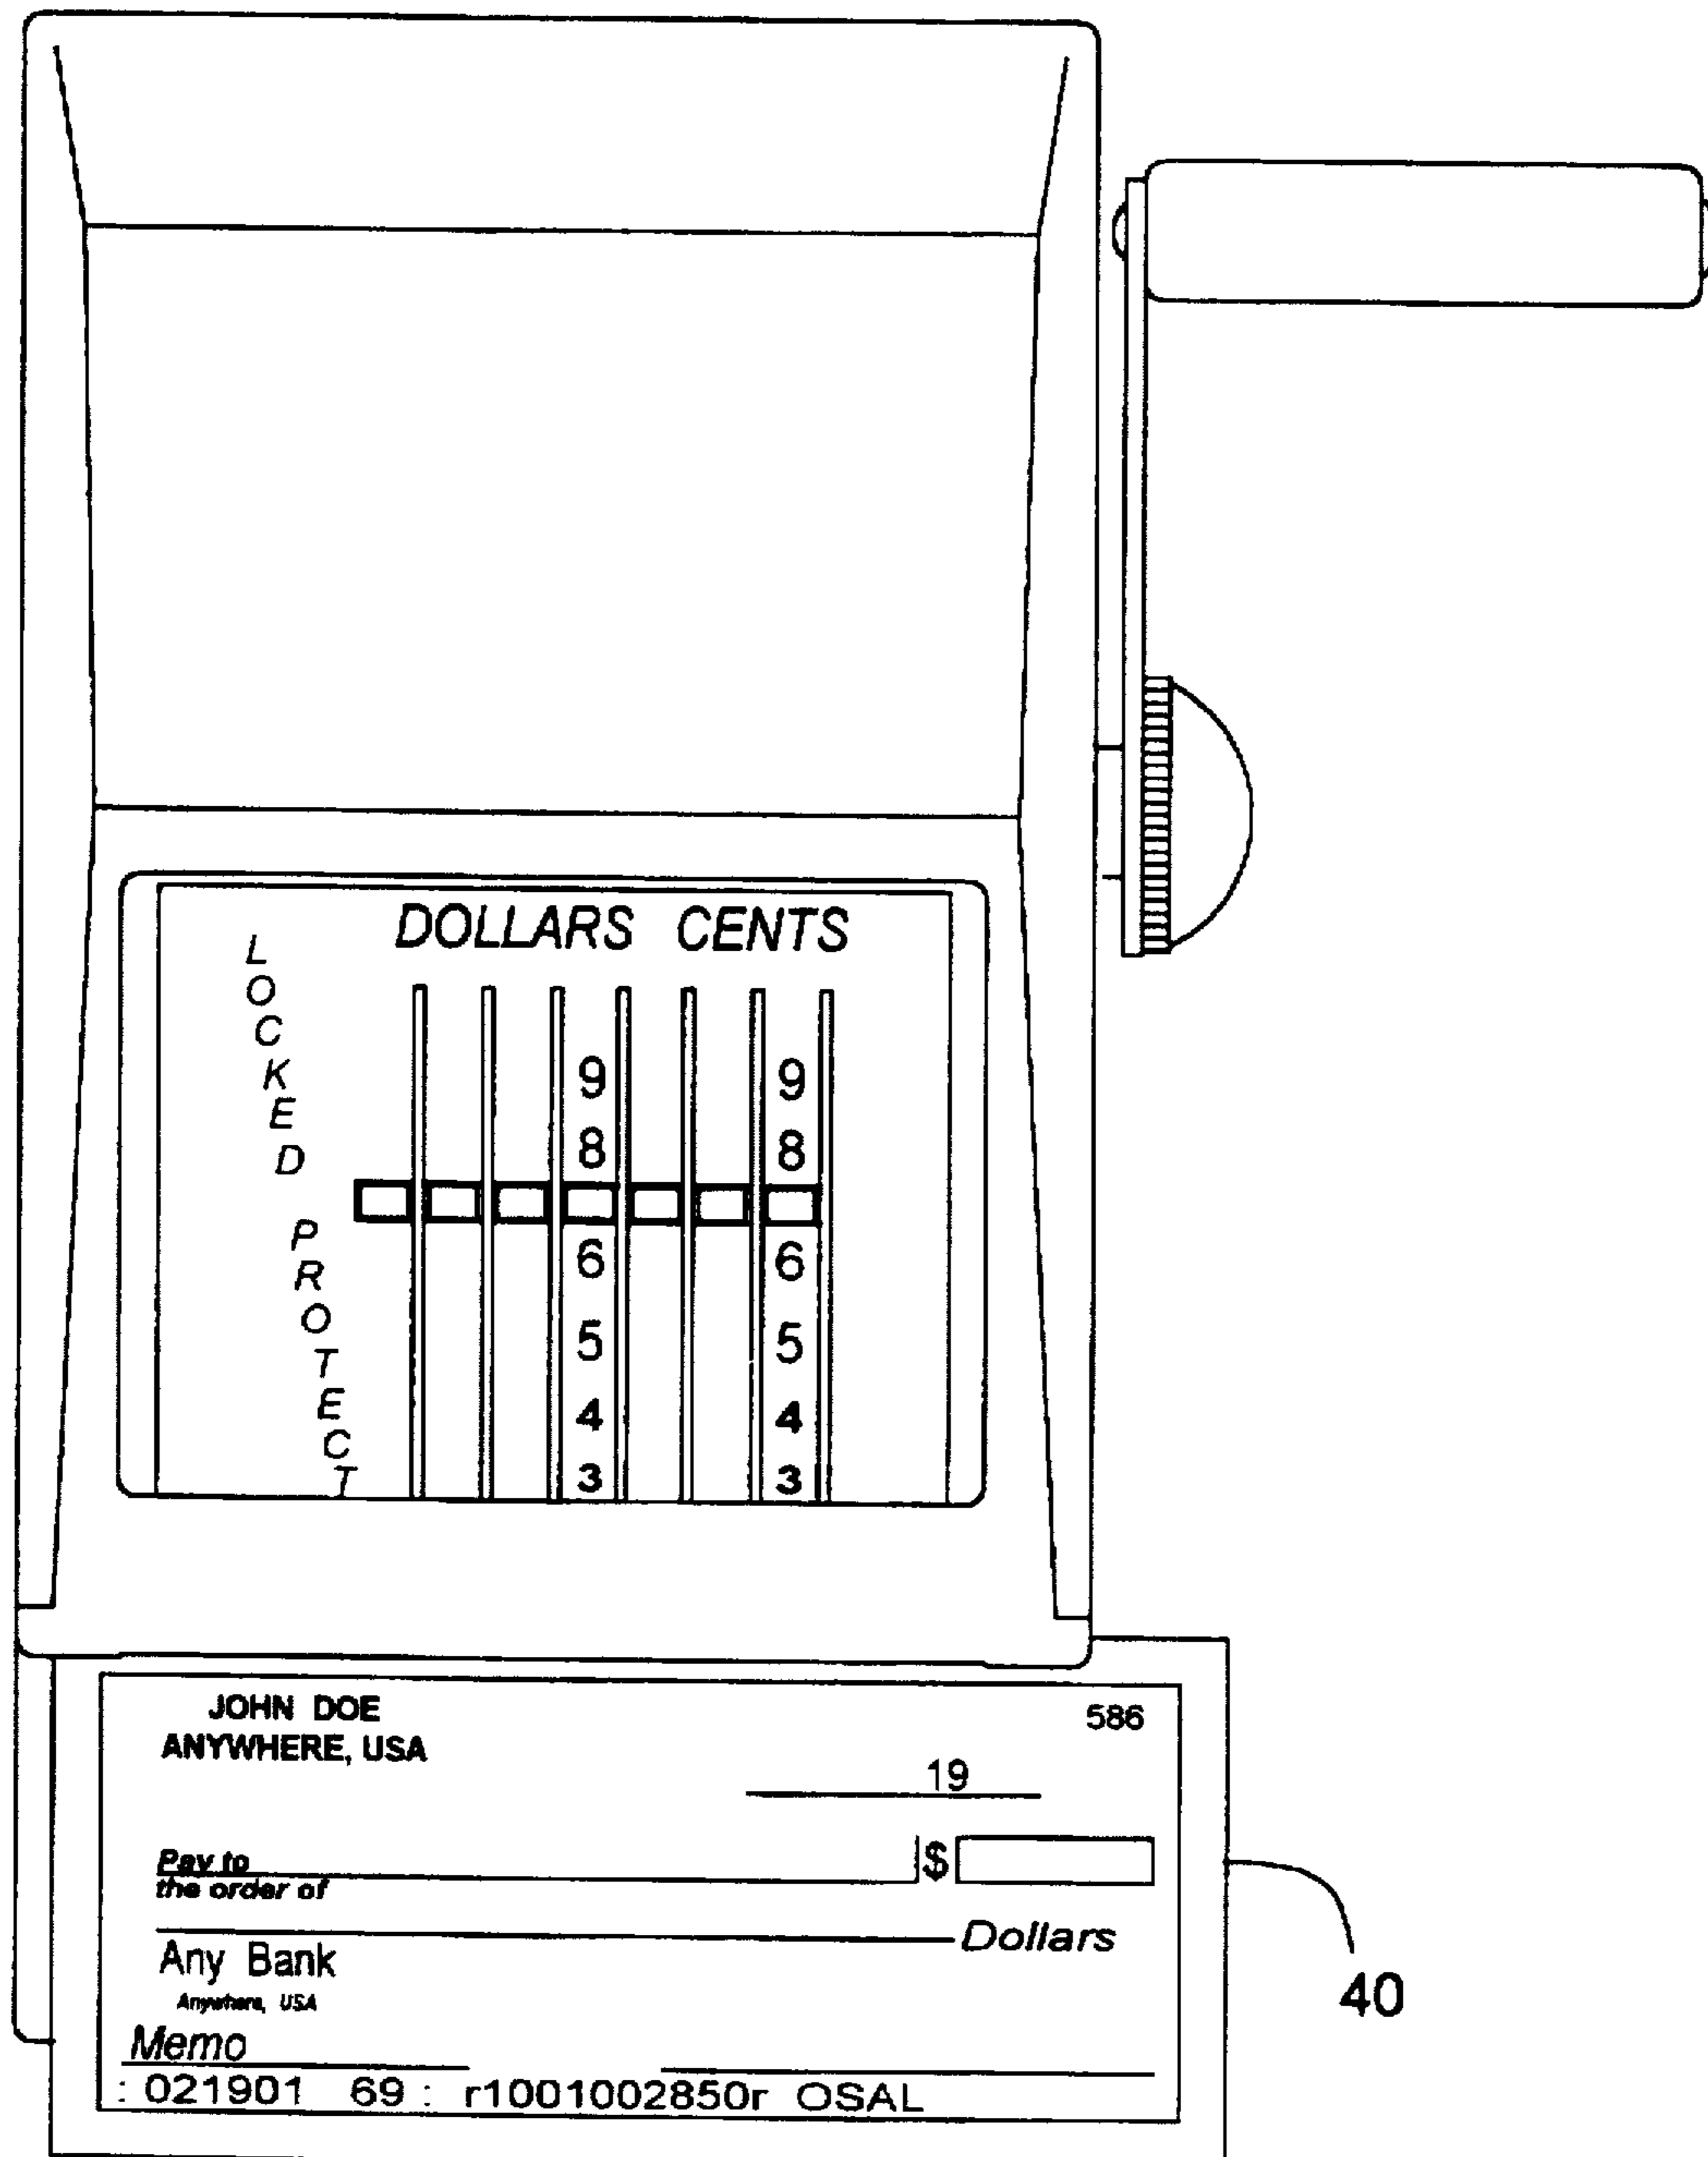 DOLLARS CENTS
LOCKED PROTECT
9 9
8 8
6 6
5 5
4 4
3 3
JOHN DOE
586
ANYWHERE, USA
19
Pay to
the order of
$
Dollars
Any Bank
Anywhere, USA
Memo
: 021901 69 : r1001002850r OSAL
40